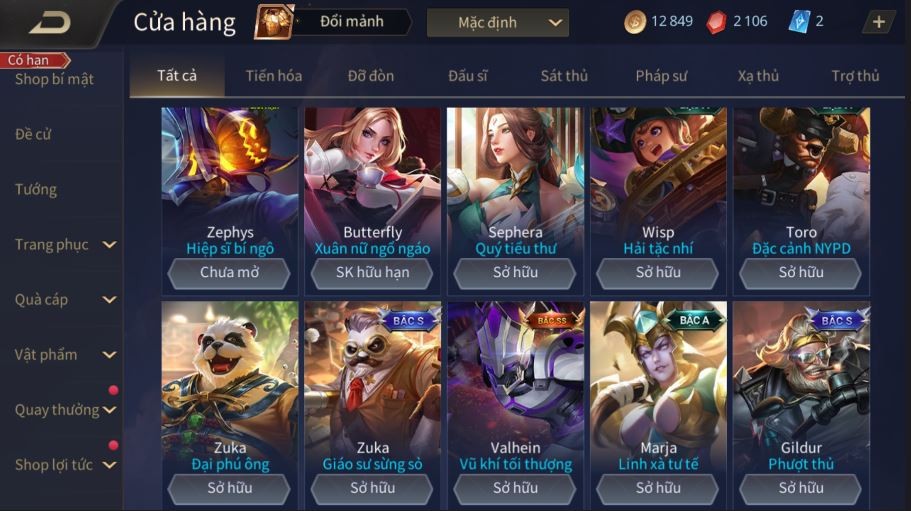 Cửa hàng
Đổi mảnh
Mặc định
12 849
2 106
2
+
Có hạn
Shop bí mật
Tất cả
Tiến hóa
Đỡ đòn
Đấu sĩ
Sát thủ
Pháp sư
Xạ thủ
Trợ thủ
Đề cử
Tướng
Trang phục
Quà cáp
Vật phẩm
Quay thưởng
Shop lợi tức
Zephys
Hiệp sĩ bí ngô
Chưa mở
Butterfly
Xuân nữ ngổ ngáo
SK hữu hạn
Sephera
Quý tiểu thư
Sở hữu
Wisp
Hải tặc nhí
Sở hữu
Toro
Đặc cảnh NYPD
Sở hữu
Zuka
Đại phú ông
Sở hữu
BẬC S
Zuka
Giáo sư sừng sỏ
Sở hữu
BẬC SS
Valhein
Vũ khí tối thượng
Sở hữu
BẬC A
Marja
Linh xà tư tế
Sở hữu
BẬC S
Gildur
Phượt thủ
Sở hữu